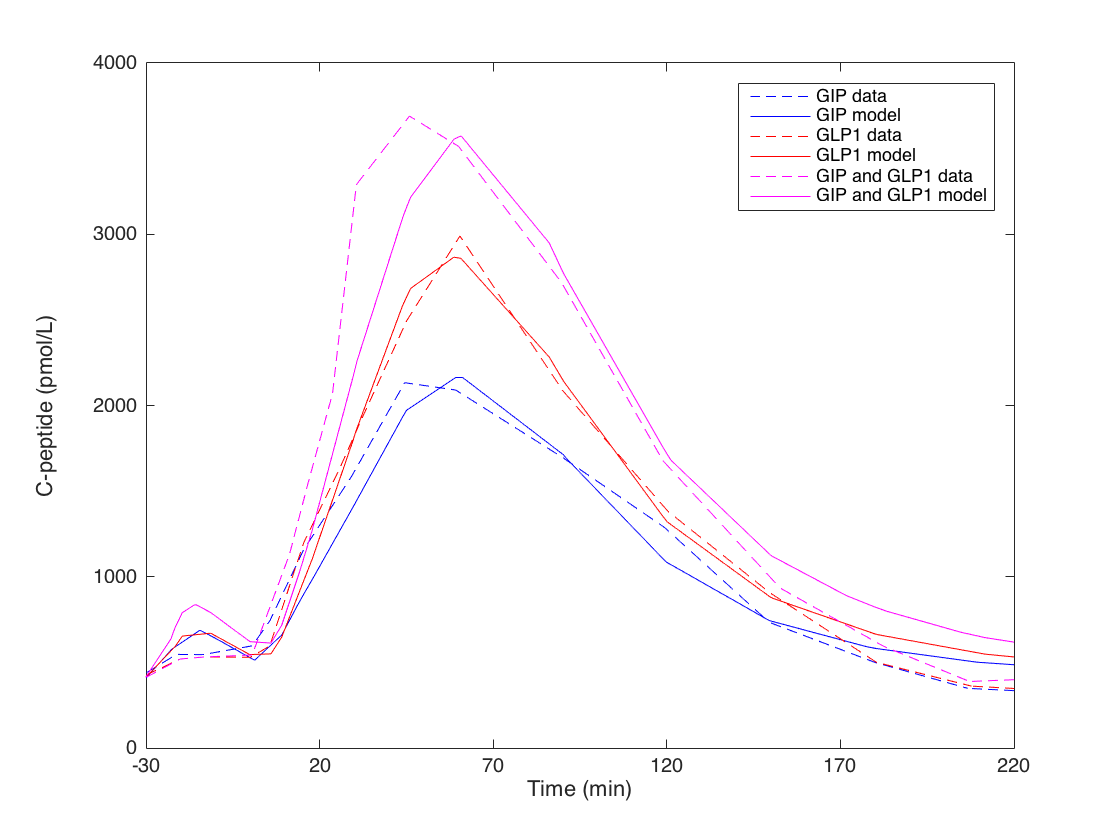 4000
3000
2000
1000
0
C-peptide (pmol/L)
GIP data
GIP model
GLP1 data
GLP1 model
GIP and GLP1 data
GIP and GLP1 model
-30 20 70 120 170 220
Time (min)